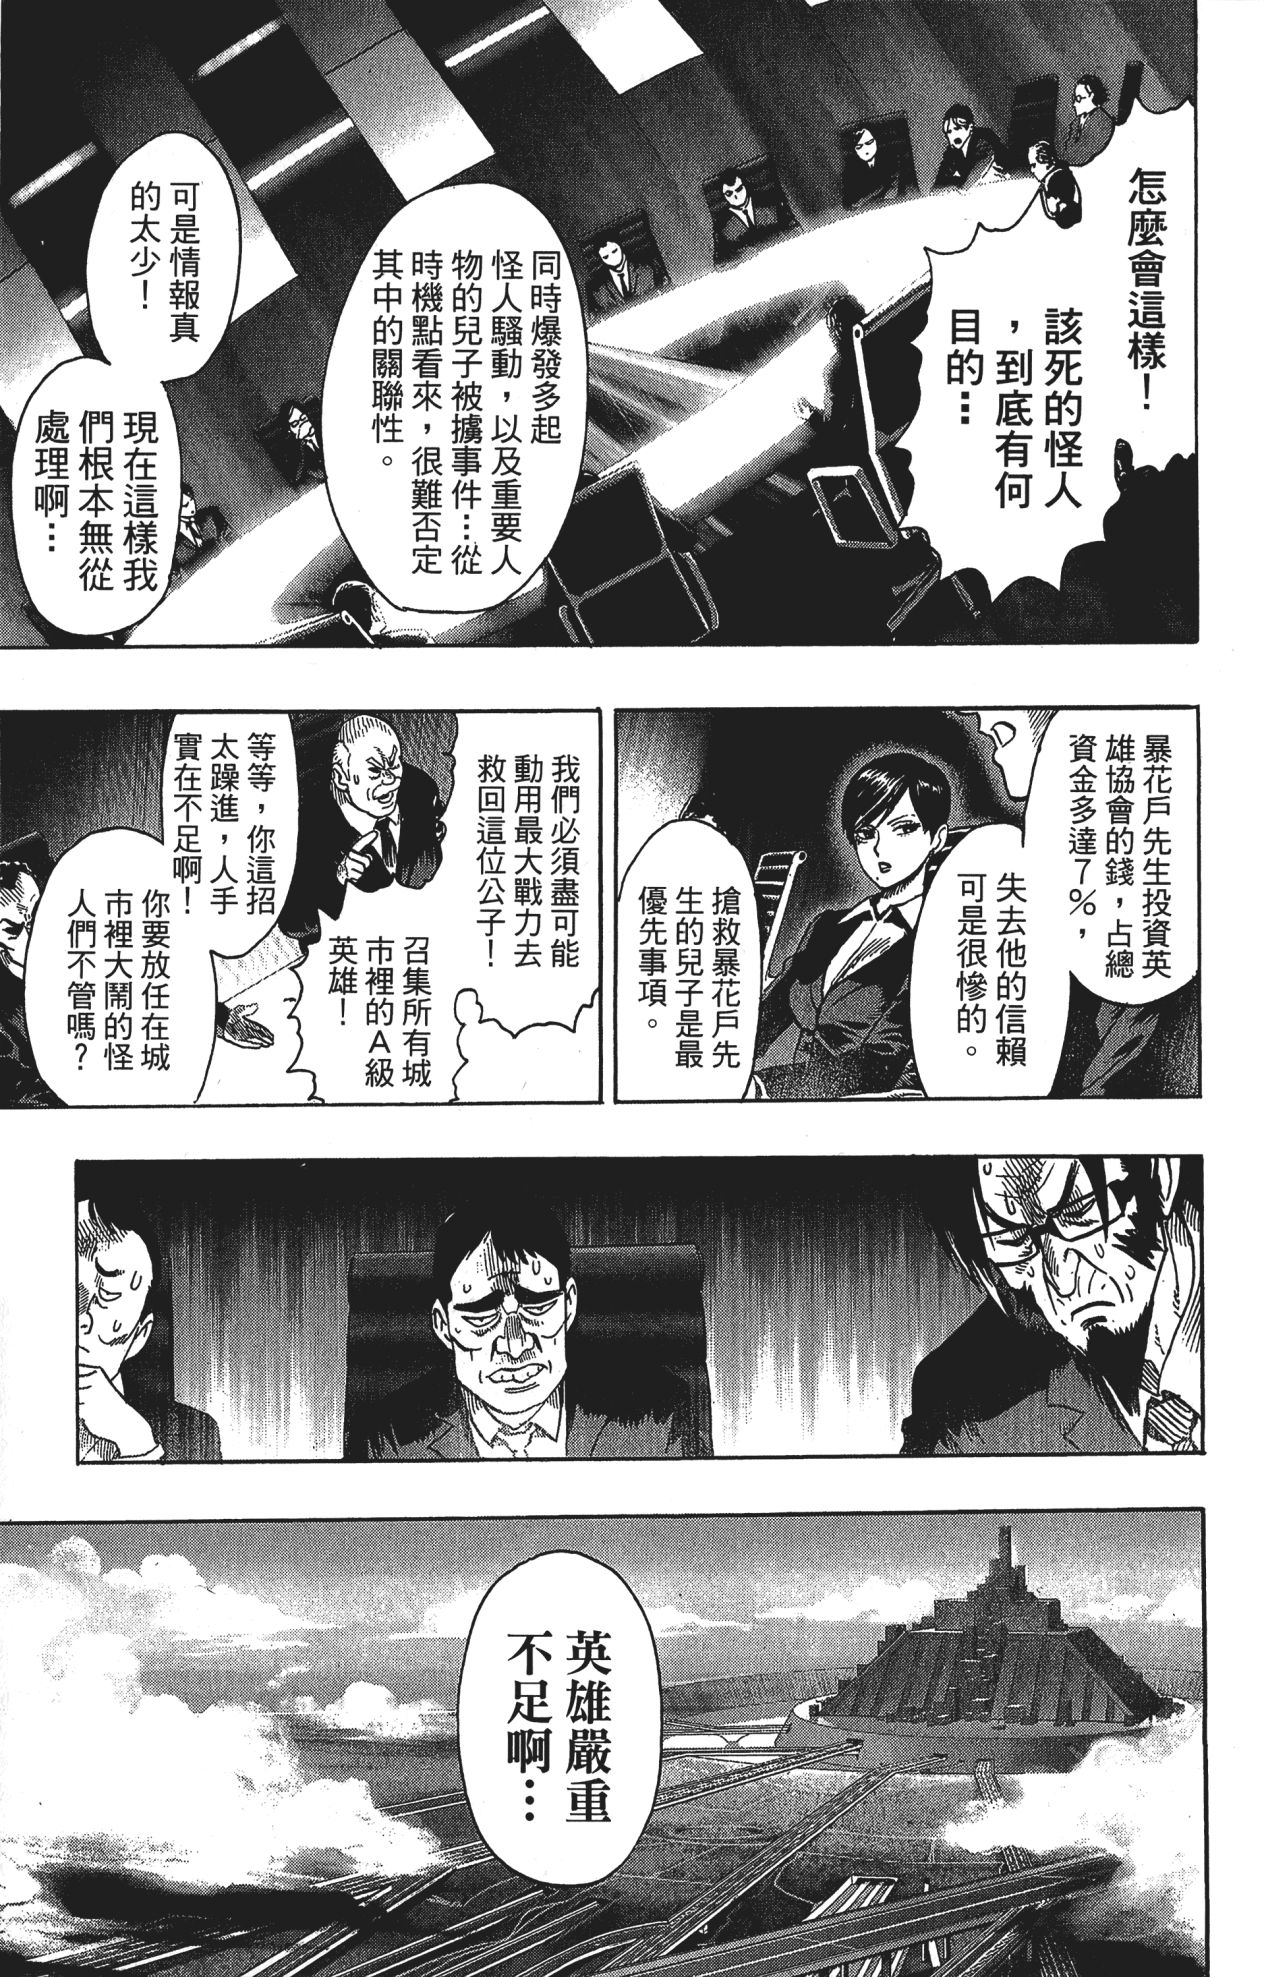 怎麼會這樣！
該死的怪人
，到底有何
目的…
同時爆發多起
怪人騷動，以及重要人
物的兒子被擄事件…從
時機點看來，很難否定
其中的關聯性。
可是情報真
的太少！
現在這樣我
們根本無從
處理啊…
暴花戶先生投資英
雄協會的錢，占總
資金多達7%，
失去他的信賴
可是很慘的。
搶救暴花戶先
生的兒子是最
優先事項。
我們必須盡可能
動用最大戰力去
救回這位公子！
召集所有城
市裡的A級
英雄！
等等，你這招
太躁進，人手
實在不足啊！
你要放任在城
市裡大鬧的怪
人們不管嗎？
英雄嚴重
不足啊…